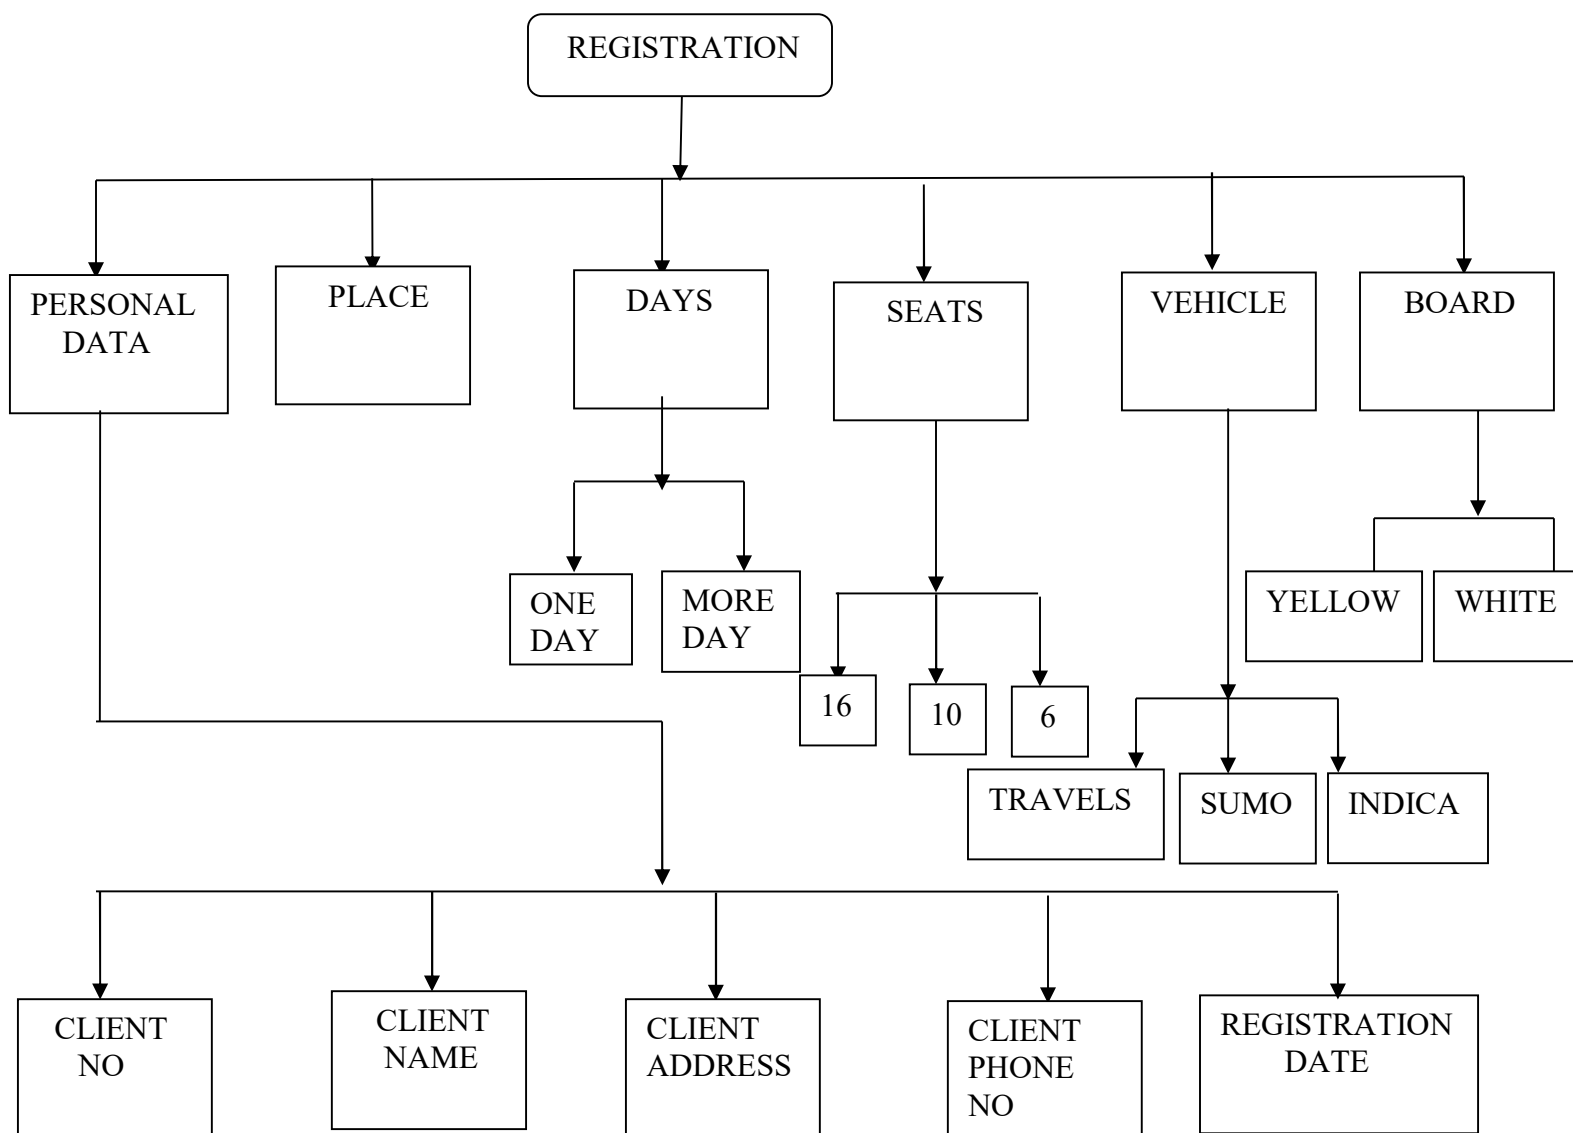 REGISTRATION
PERSONAL
DATA
PLACE
DAYS
SEATS
VEHICLE
BOARD
ONE
DAY
MORE
DAY
YELLOW
WHITE
16
10
6
TRAVELS
SUMO
INDICA
CLIENT
NO
CLIENT
NAME
CLIENT
ADDRESS
CLIENT
PHONE
NO
REGISTRATION
DATE